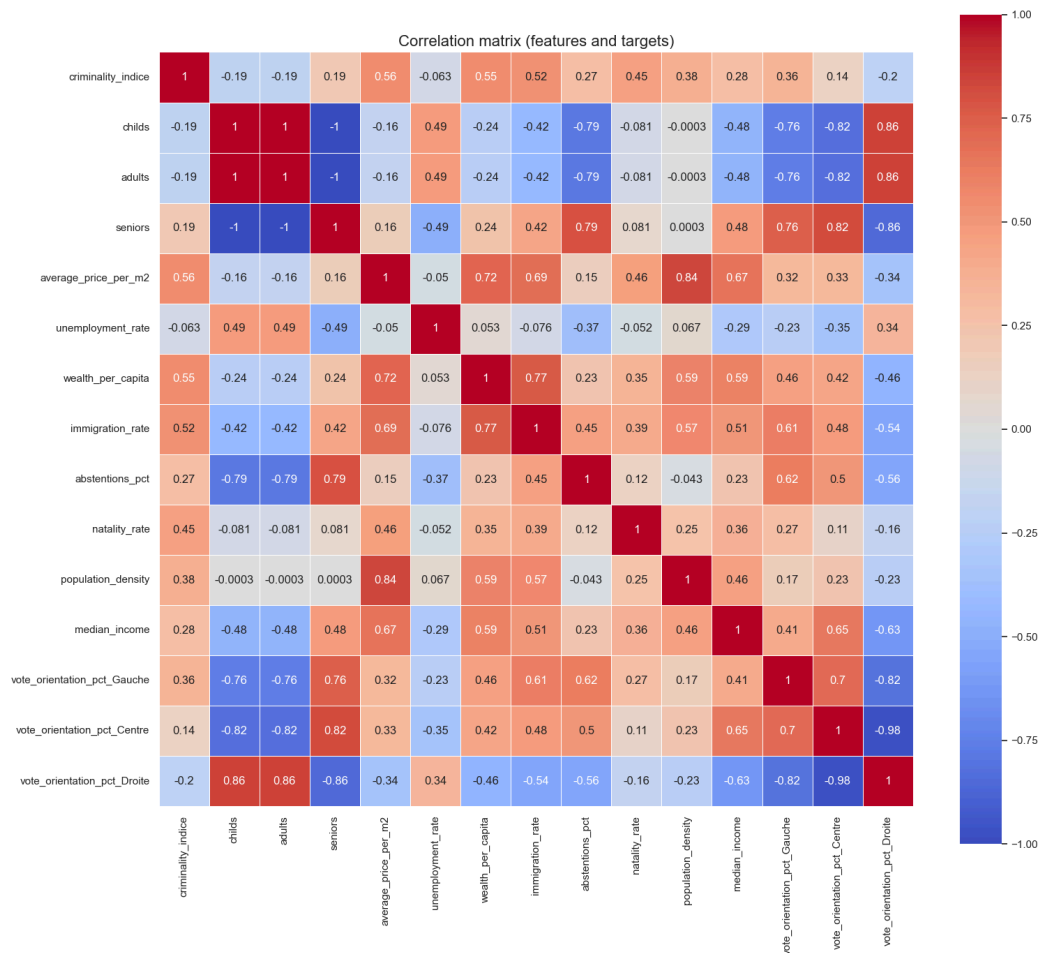 Correlation matrix (features and targets)
criminality_indice 1 -0.19 -0.19 0.19 0.56 -0.063 0.55 0.52 0.27 0.45 0.38 0.28 0.36 0.14 -0.2
childs -0.19 1 1 -1 -0.16 0.49 -0.24 -0.42 -0.79 -0.081 -0.0003 -0.48 -0.76 -0.82 0.86
adults -0.19 1 1 -1 -0.16 0.49 -0.24 -0.42 -0.79 -0.081 -0.0003 -0.48 -0.76 -0.82 0.86
seniors 0.19 -1 -1 1 0.16 -0.49 0.24 0.42 0.79 0.081 0.0003 0.48 0.76 0.82 -0.86
average_price_per_m2 0.56 -0.16 -0.16 0.16 1 -0.05 0.72 0.69 0.15 0.46 0.84 0.67 0.32 0.33 -0.34
unemployment_rate -0.063 0.49 0.49 -0.49 -0.05 1 0.053 -0.076 -0.37 -0.052 0.067 -0.29 -0.23 -0.35 0.34
wealth_per_capita 0.55 -0.24 -0.24 0.24 0.72 0.053 1 0.77 0.23 0.35 0.59 0.59 0.46 0.42 -0.46
immigration_rate 0.52 -0.42 -0.42 0.42 0.69 -0.076 0.77 1 0.45 0.39 0.57 0.51 0.61 0.48 -0.54
abstentions_pct 0.27 -0.79 -0.79 0.79 0.15 -0.37 0.23 0.45 1 0.12 -0.043 0.23 0.62 0.5 -0.56
natality_rate 0.45 -0.081 -0.081 0.081 0.46 -0.052 0.35 0.39 0.12 1 0.25 0.36 0.27 0.11 -0.16
population_density 0.38 -0.0003 -0.0003 0.0003 0.84 0.067 0.59 0.57 -0.043 0.25 1 0.46 0.17 0.23 -0.23
median_income 0.28 -0.48 -0.48 0.48 0.67 -0.29 0.59 0.51 0.23 0.36 0.46 1 0.41 0.65 -0.63
vote_orientation_pct_Gauche 0.36 -0.76 -0.76 0.76 0.32 -0.23 0.46 0.61 0.62 0.27 0.17 0.41 1 0.7 -0.82
vote_orientation_pct_Centre 0.14 -0.82 -0.82 0.82 0.33 -0.35 0.42 0.48 0.5 0.11 0.23 0.65 0.7 1 -0.98
vote_orientation_pct_Droite -0.2 0.86 0.86 -0.86 -0.34 0.34 -0.46 -0.54 -0.56 -0.16 -0.23 -0.63 -0.82 -0.98 1
criminality_indice
childs
adults
seniors
average_price_per_m2
unemployment_rate
wealth_per_capita
immigration_rate
abstentions_pct
natality_rate
population_density
median_income
vote_orientation_pct_Gauche
vote_orientation_pct_Centre
vote_orientation_pct_Droite
1.00
0.75
0.50
0.25
0.00
−0.25
−0.50
−0.75
−1.00